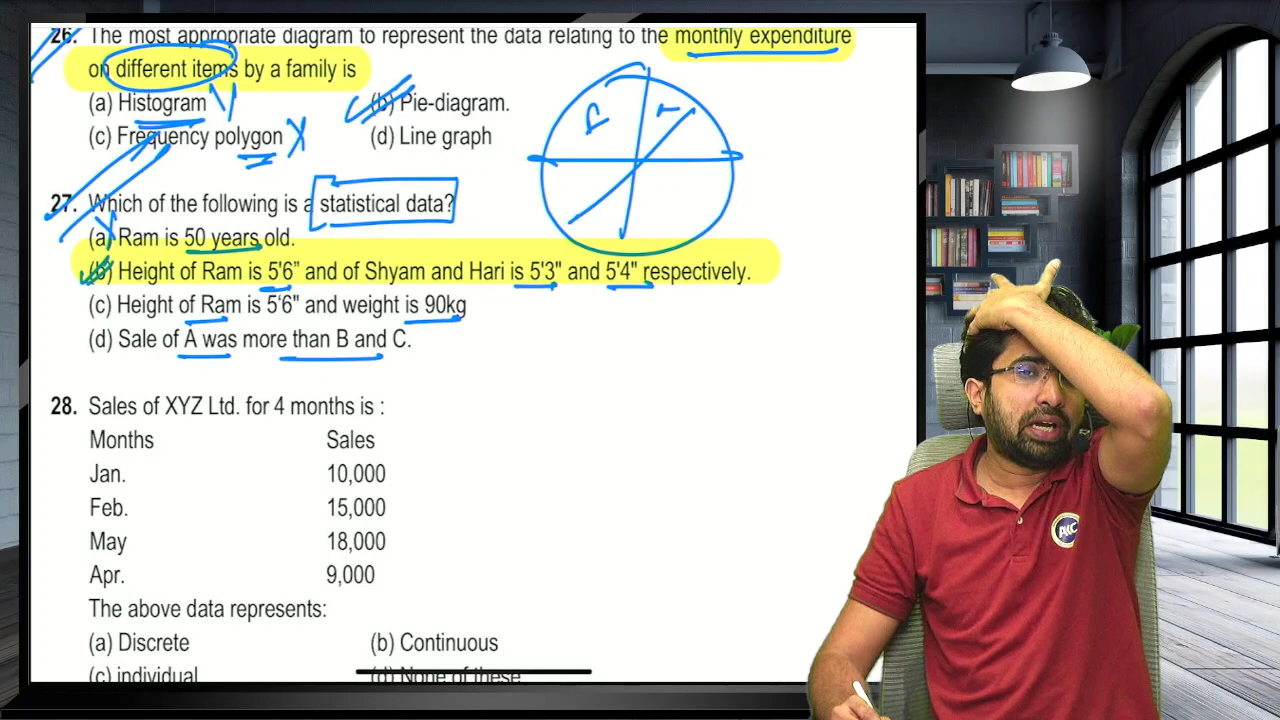 26. The most appropriate diagram to represent the data relating to the monthly expenditure
on different items by a family is
(a) Histogram (b) Pie-diagram.
(c) Frequency polygon X (d) Line graph
27. Which of the following is a statistical data?
(a) Ram is 50 years old.
(b) Height of Ram is 5'6” and of Shyam and Hari is 5'3" and 5'4" respectively.
(c) Height of Ram is 5'6" and weight is 90kg
(d) Sale of A was more than B and C.
28. Sales of XYZ Ltd. for 4 months is :
Months Sales
Jan. 10,000
Feb. 15,000
May 18,000
Apr. 9,000
The above data represents:
(a) Discrete (b) Continuous
(c) individual (d) None of these